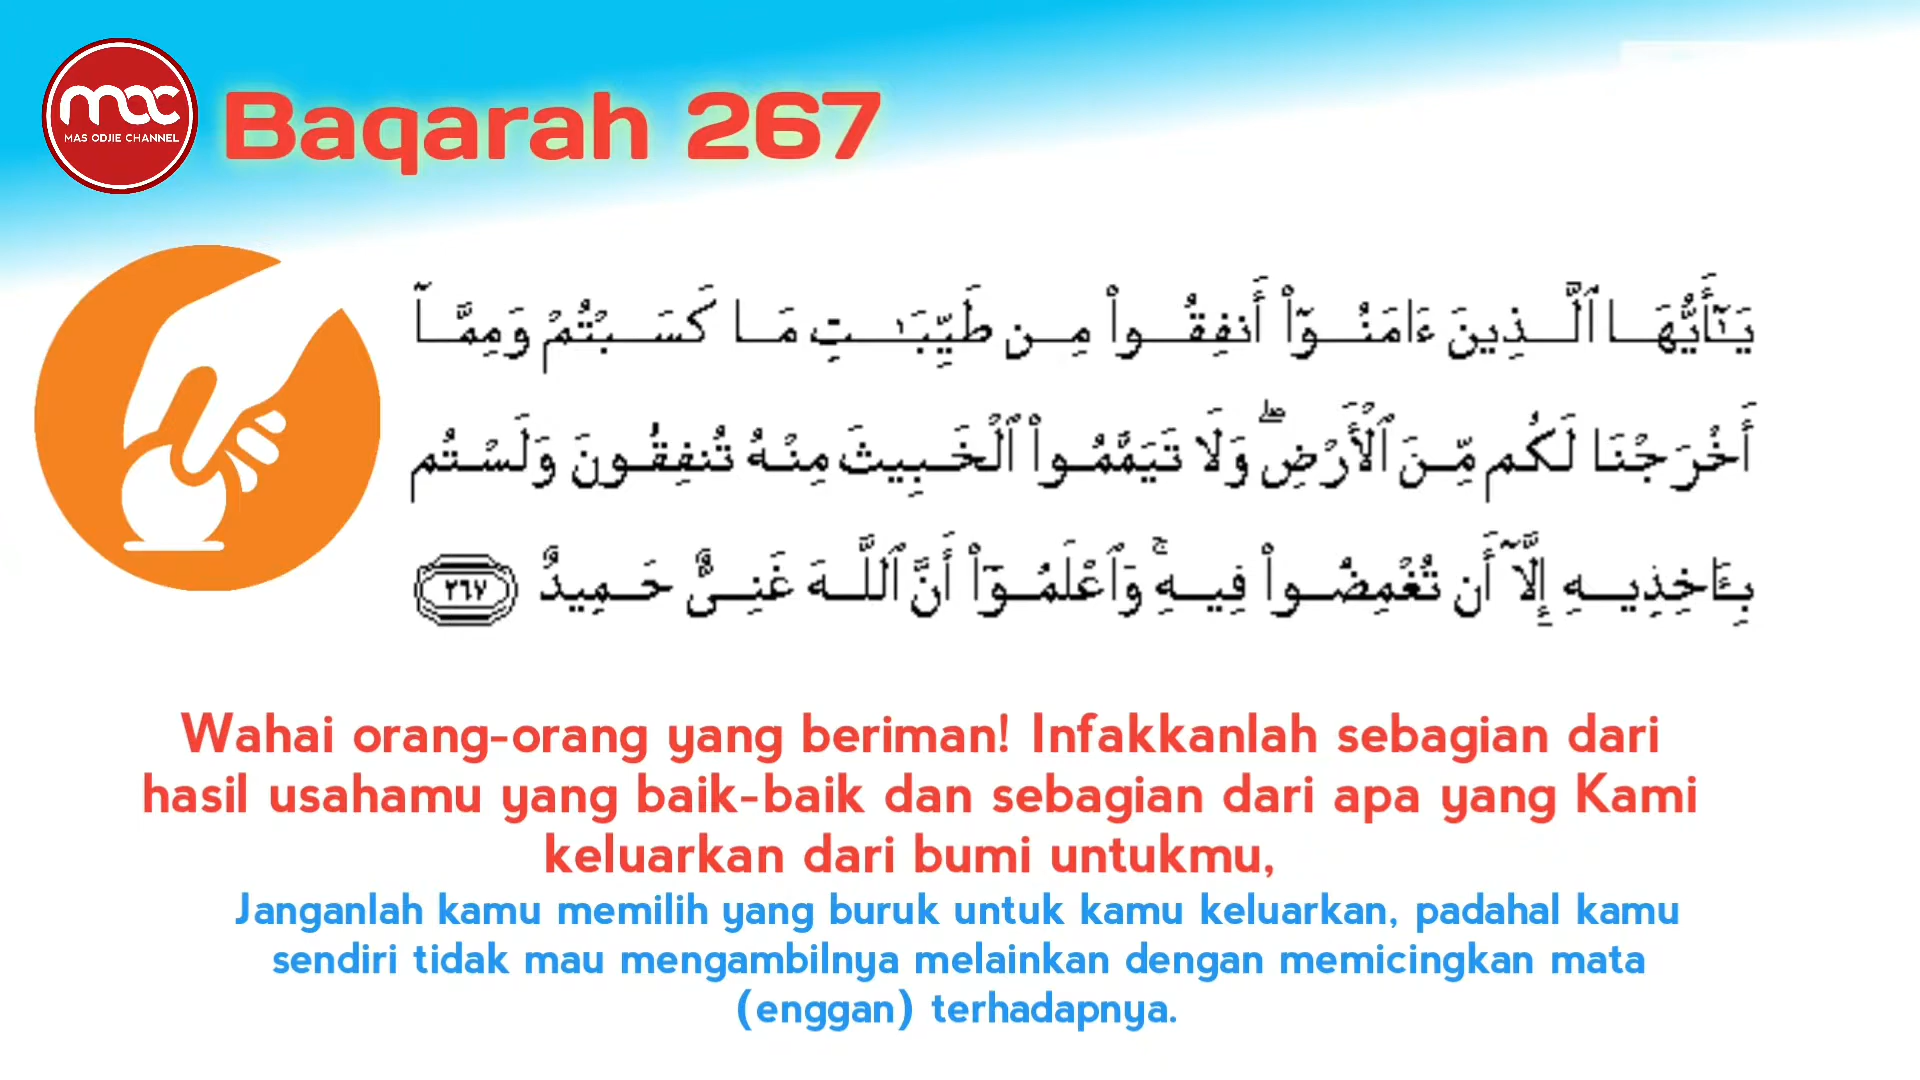 mac
MAS ODJIE CHANNEL
Baqarah 267
يَـٰٓأَيُّهَا ٱلَّذِينَ ءَامَنُوٓا۟ أَنفِقُوا۟ مِن طَيِّبَـٰتِ مَا كَسَبْتُمْ وَمِمَّآ
أَخْرَجْنَا لَكُم مِّنَ ٱلْأَرْضِ ۖ وَلَا تَيَمَّمُوا۟ ٱلْخَبِيثَ مِنْهُ تُنفِقُونَ وَلَسْتُم
بِـَٔاخِذِيهِ إِلَّآ أَن تُغْمِضُوا۟ فِيهِ ۚ وَٱعْلَمُوٓا۟ أَنَّ ٱللَّهَ غَنِىٌّ حَمِيدٌ ٢٦٧
Wahai orang-orang yang beriman! Infakkanlah sebagian dari
hasil usahamu yang baik-baik dan sebagian dari apa yang Kami
keluarkan dari bumi untukmu,
Janganlah kamu memilih yang buruk untuk kamu keluarkan, padahal kamu
sendiri tidak mau mengambilnya melainkan dengan memicingkan mata
(enggan) terhadapnya.